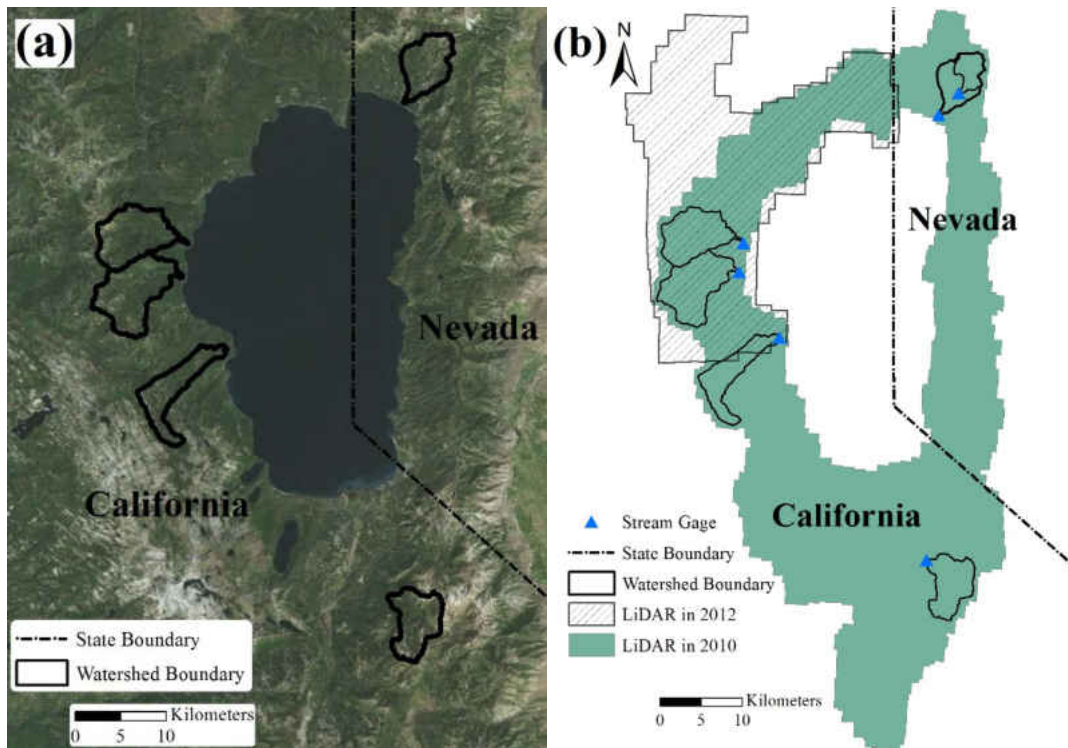 (a)
Nevada
California
State Boundary
Watershed Boundary
Kilometers
0 5 10
(b)
N
Nevada
California
Stream Gage
State Boundary
Watershed Boundary
LiDAR in 2012
LiDAR in 2010
Kilometers
0 5 10